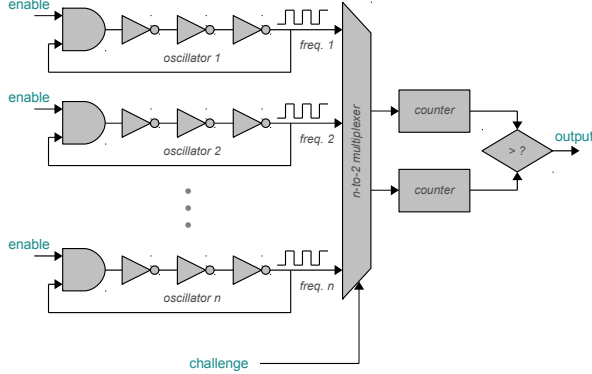 enable
oscillator 1
freq. 1
enable
oscillator 2
freq. 2
enable
oscillator n
freq. n
n-to-2 multiplexer
counter
counter
> ?
output
challenge